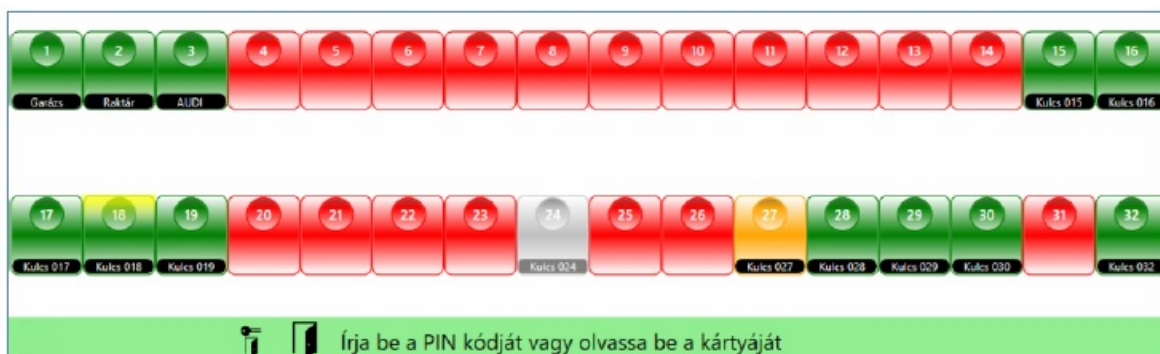 1 2 3 4 5 6 7 8 9 10 11 12 13 14 15 16
Garázs Raktár AUDI Kulcs 015 Kulcs 016
17 18 19 20 21 22 23 24 25 26 27 28 29 30 31 32
Kulcs 017 Kulcs 018 Kulcs 019 Kulcs 024 Kulcs 027 Kulcs 028 Kulcs 029 Kulcs 030 Kulcs 032
Írja be a PIN kódját vagy olvassa be a kártyáját